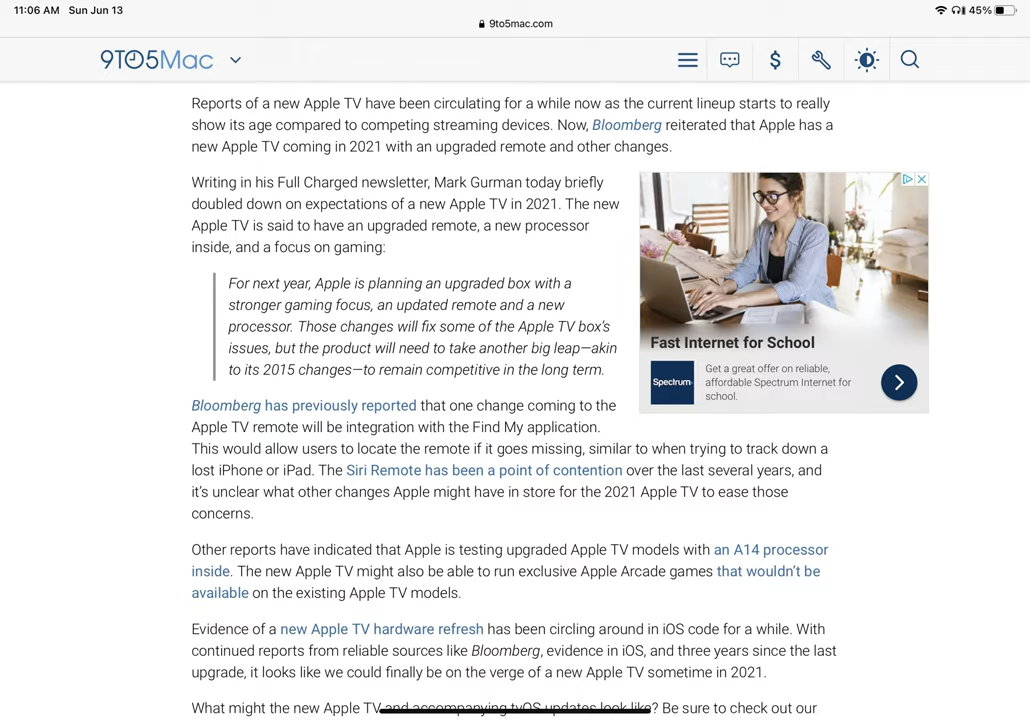 11:06 AM Sun Jun 13
45%
9to5mac.com
9TO5Mac
$
Reports of a new Apple TV have been circulating for a while now as the current lineup starts to really
show its age compared to competing streaming devices. Now, Bloomberg reiterated that Apple has a
new Apple TV coming in 2021 with an upgraded remote and other changes.
Writing in his Full Charged newsletter, Mark Gurman today briefly
doubled down on expectations of a new Apple TV in 2021. The new
Apple TV is said to have an upgraded remote, a new processor
inside, and a focus on gaming:
For next year, Apple is planning an upgraded box with a
stronger gaming focus, an updated remote and a new
processor. Those changes will fix some of the Apple TV box’s
issues, but the product will need to take another big leap—akin
to its 2015 changes—to remain competitive in the long term.
Fast Internet for School
Spectrum
Get a great offer on reliable,
affordable Spectrum Internet for
school.
Bloomberg has previously reported that one change coming to the
Apple TV remote will be integration with the Find My application.
This would allow users to locate the remote if it goes missing, similar to when trying to track down a
lost iPhone or iPad. The Siri Remote has been a point of contention over the last several years, and
it’s unclear what other changes Apple might have in store for the 2021 Apple TV to ease those
concerns.
Other reports have indicated that Apple is testing upgraded Apple TV models with an A14 processor
inside. The new Apple TV might also be able to run exclusive Apple Arcade games that wouldn’t be
available on the existing Apple TV models.
Evidence of a new Apple TV hardware refresh has been circling around in iOS code for a while. With
continued reports from reliable sources like Bloomberg, evidence in iOS, and three years since the last
upgrade, it looks like we could finally be on the verge of a new Apple TV sometime in 2021.
What might the new Apple TV and accompanying tvOS updates look like? Be sure to check out our